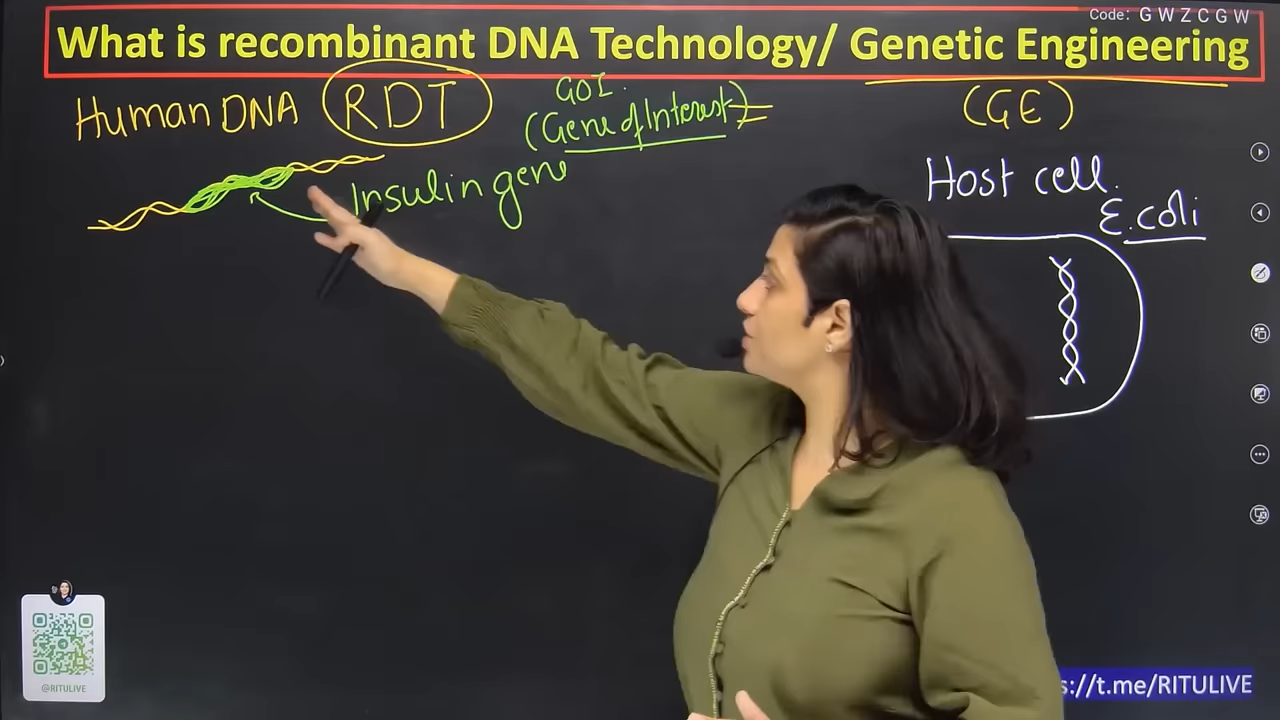 Code: G W Z C G W
What is recombinant DNA Technology/ Genetic Engineering
Human DNA RDT
GOI.
(Gene of Interest)
(GE)
Insulin gene
Host cell.
E.coli
@RITULIVE
s://t.me/RITULIVE